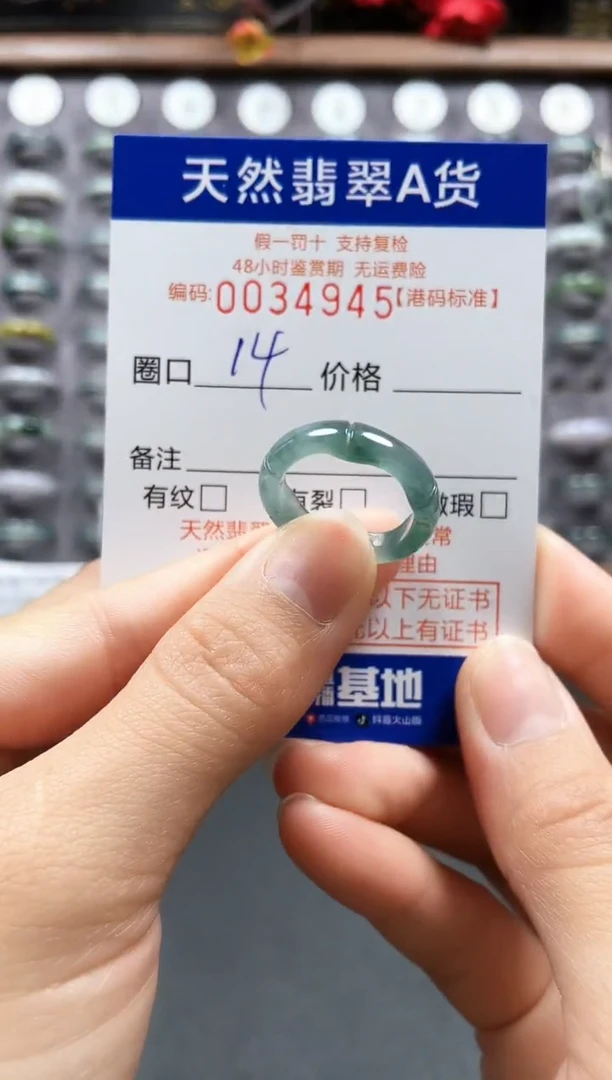 天然翡翠A货
假一罚十 支持复检
48小时鉴赏期 无运费险
编码:0034945【港码标准】
圈口 14 价格
备注
有纹□ 有裂□ 微瑕□
天然翡 常
理由
以下无证书
以上有证书
播基地
抖音火山版